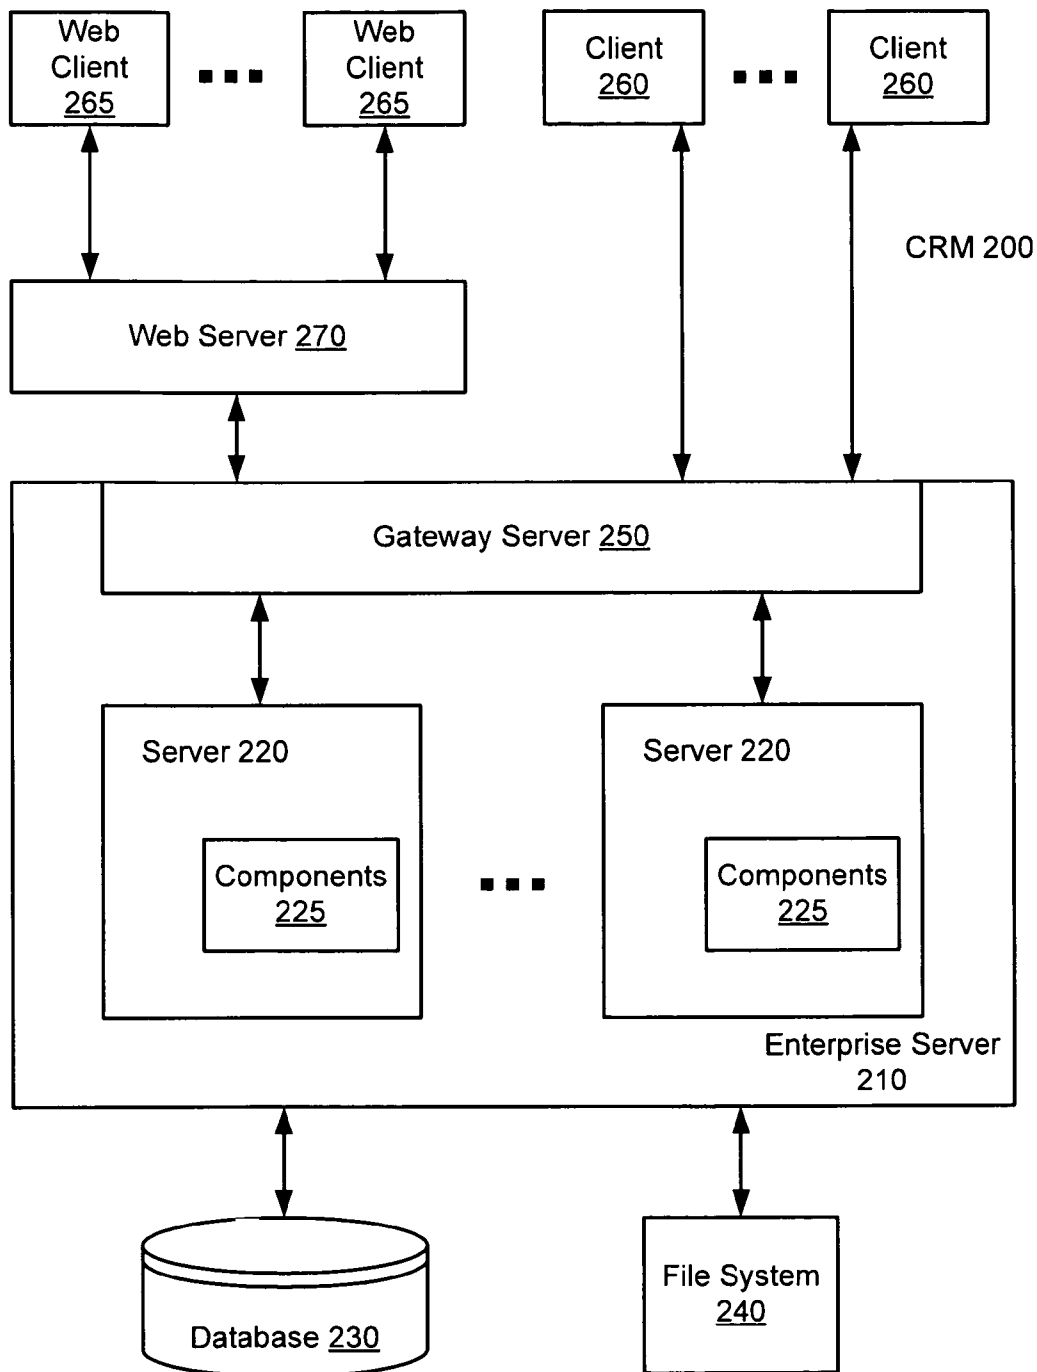 Web
Client
265
Web
Client
265
Client
260
Client
260
CRM 200
Web Server 270
Gateway Server 250
Server 220
Server 220
Components
225
Components
225
Enterprise Server
210
Database 230
File System
240